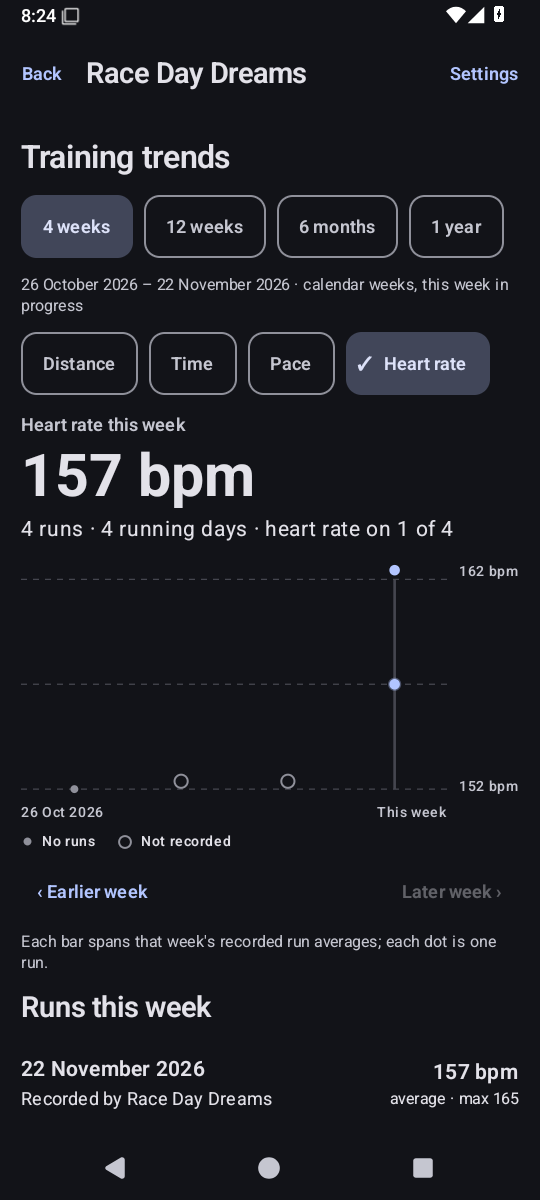 8:24
Back
Race Day Dreams
Settings
Training trends
4 weeks
12 weeks
6 months
1 year
26 October 2026 – 22 November 2026 · calendar weeks, this week in
progress
Distance
Time
Pace
✓ Heart rate
Heart rate this week
157 bpm
4 runs · 4 running days · heart rate on 1 of 4
162 bpm
152 bpm
26 Oct 2026
This week
No runs
Not recorded
‹ Earlier week
Later week ›
Each bar spans that week's recorded run averages; each dot is one
run.
Runs this week
22 November 2026
157 bpm
Recorded by Race Day Dreams
average · max 165